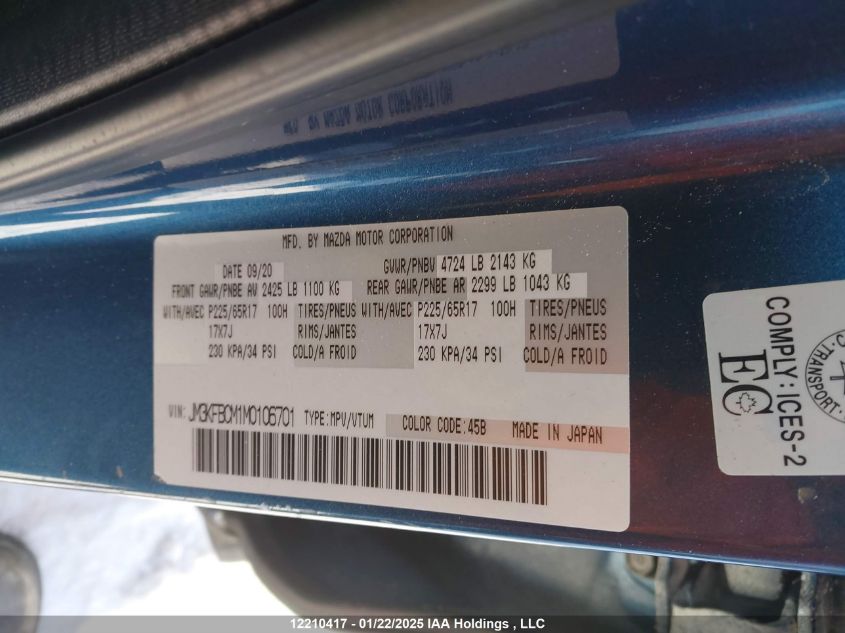 MFD. BY MAZDA MOTOR CORPORATION
DATE 09/20 GVWR/PNBV 4724 LB 2143 KG
FRONT GAWR/PNBE AV 2425 LB 1100 KG REAR GAWR/PNBE AR 2299 LB 1043 KG
WITH/AVEC P225/65R17 100H TIRES/PNEUS WITH/AVEC P225/65R17 100H TIRES/PNEUS
17X7J RIMS/JANTES 17X7J RIMS/JANTES
230 KPA/34 PSI COLD/A FROID 230 KPA/34 PSI COLD/A FROID
VIN: JM3KFBCM1M0106701 TYPE:MPV/VTUM COLOR CODE:45B MADE IN JAPAN
EC
COMPLY: ICES-2
TRANSPORT
12210417 - 01/22/2025 IAA Holdings , LLC